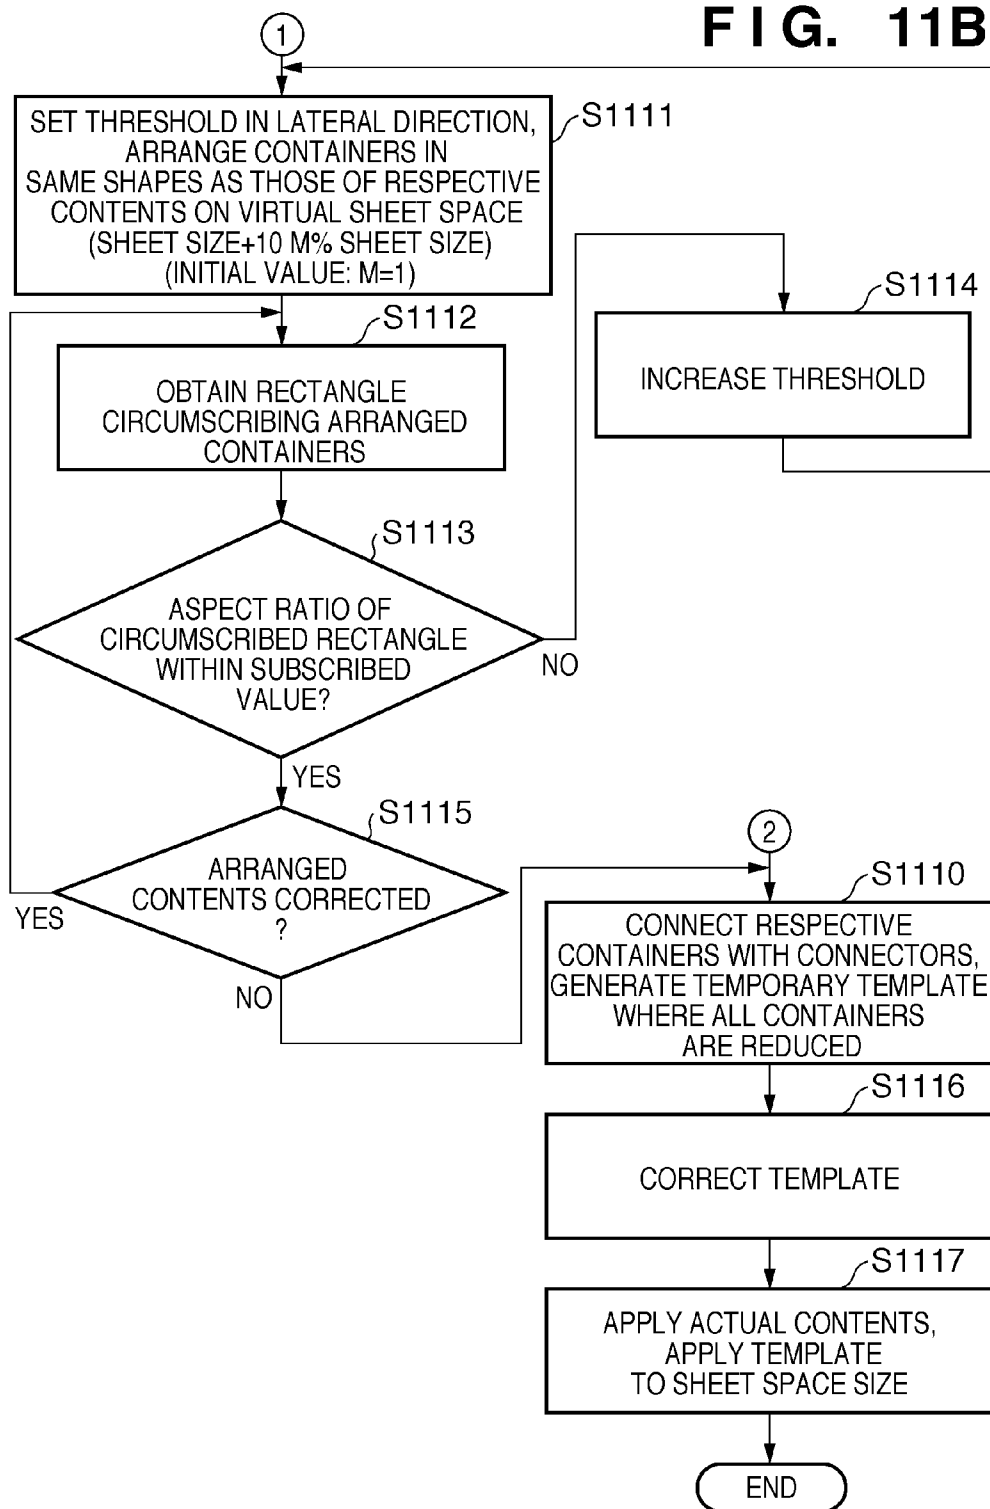 FIG. 11B
1
S1111
SET THRESHOLD IN LATERAL DIRECTION,
ARRANGE CONTAINERS IN
SAME SHAPES AS THOSE OF RESPECTIVE
CONTENTS ON VIRTUAL SHEET SPACE
(SHEET SIZE+10 M% SHEET SIZE)
(INITIAL VALUE: M=1)
S1112
OBTAIN RECTANGLE
CIRCUMSCRIBING ARRANGED
CONTAINERS
S1114
INCREASE THRESHOLD
S1113
ASPECT RATIO OF
CIRCUMSCRIBED RECTANGLE
WITHIN SUBSCRIBED
VALUE?
NO
YES
S1115
ARRANGED
CONTENTS CORRECTED
?
YES
NO
2
S1110
CONNECT RESPECTIVE
CONTAINERS WITH CONNECTORS,
GENERATE TEMPORARY TEMPLATE
WHERE ALL CONTAINERS
ARE REDUCED
S1116
CORRECT TEMPLATE
S1117
APPLY ACTUAL CONTENTS,
APPLY TEMPLATE
TO SHEET SPACE SIZE
END